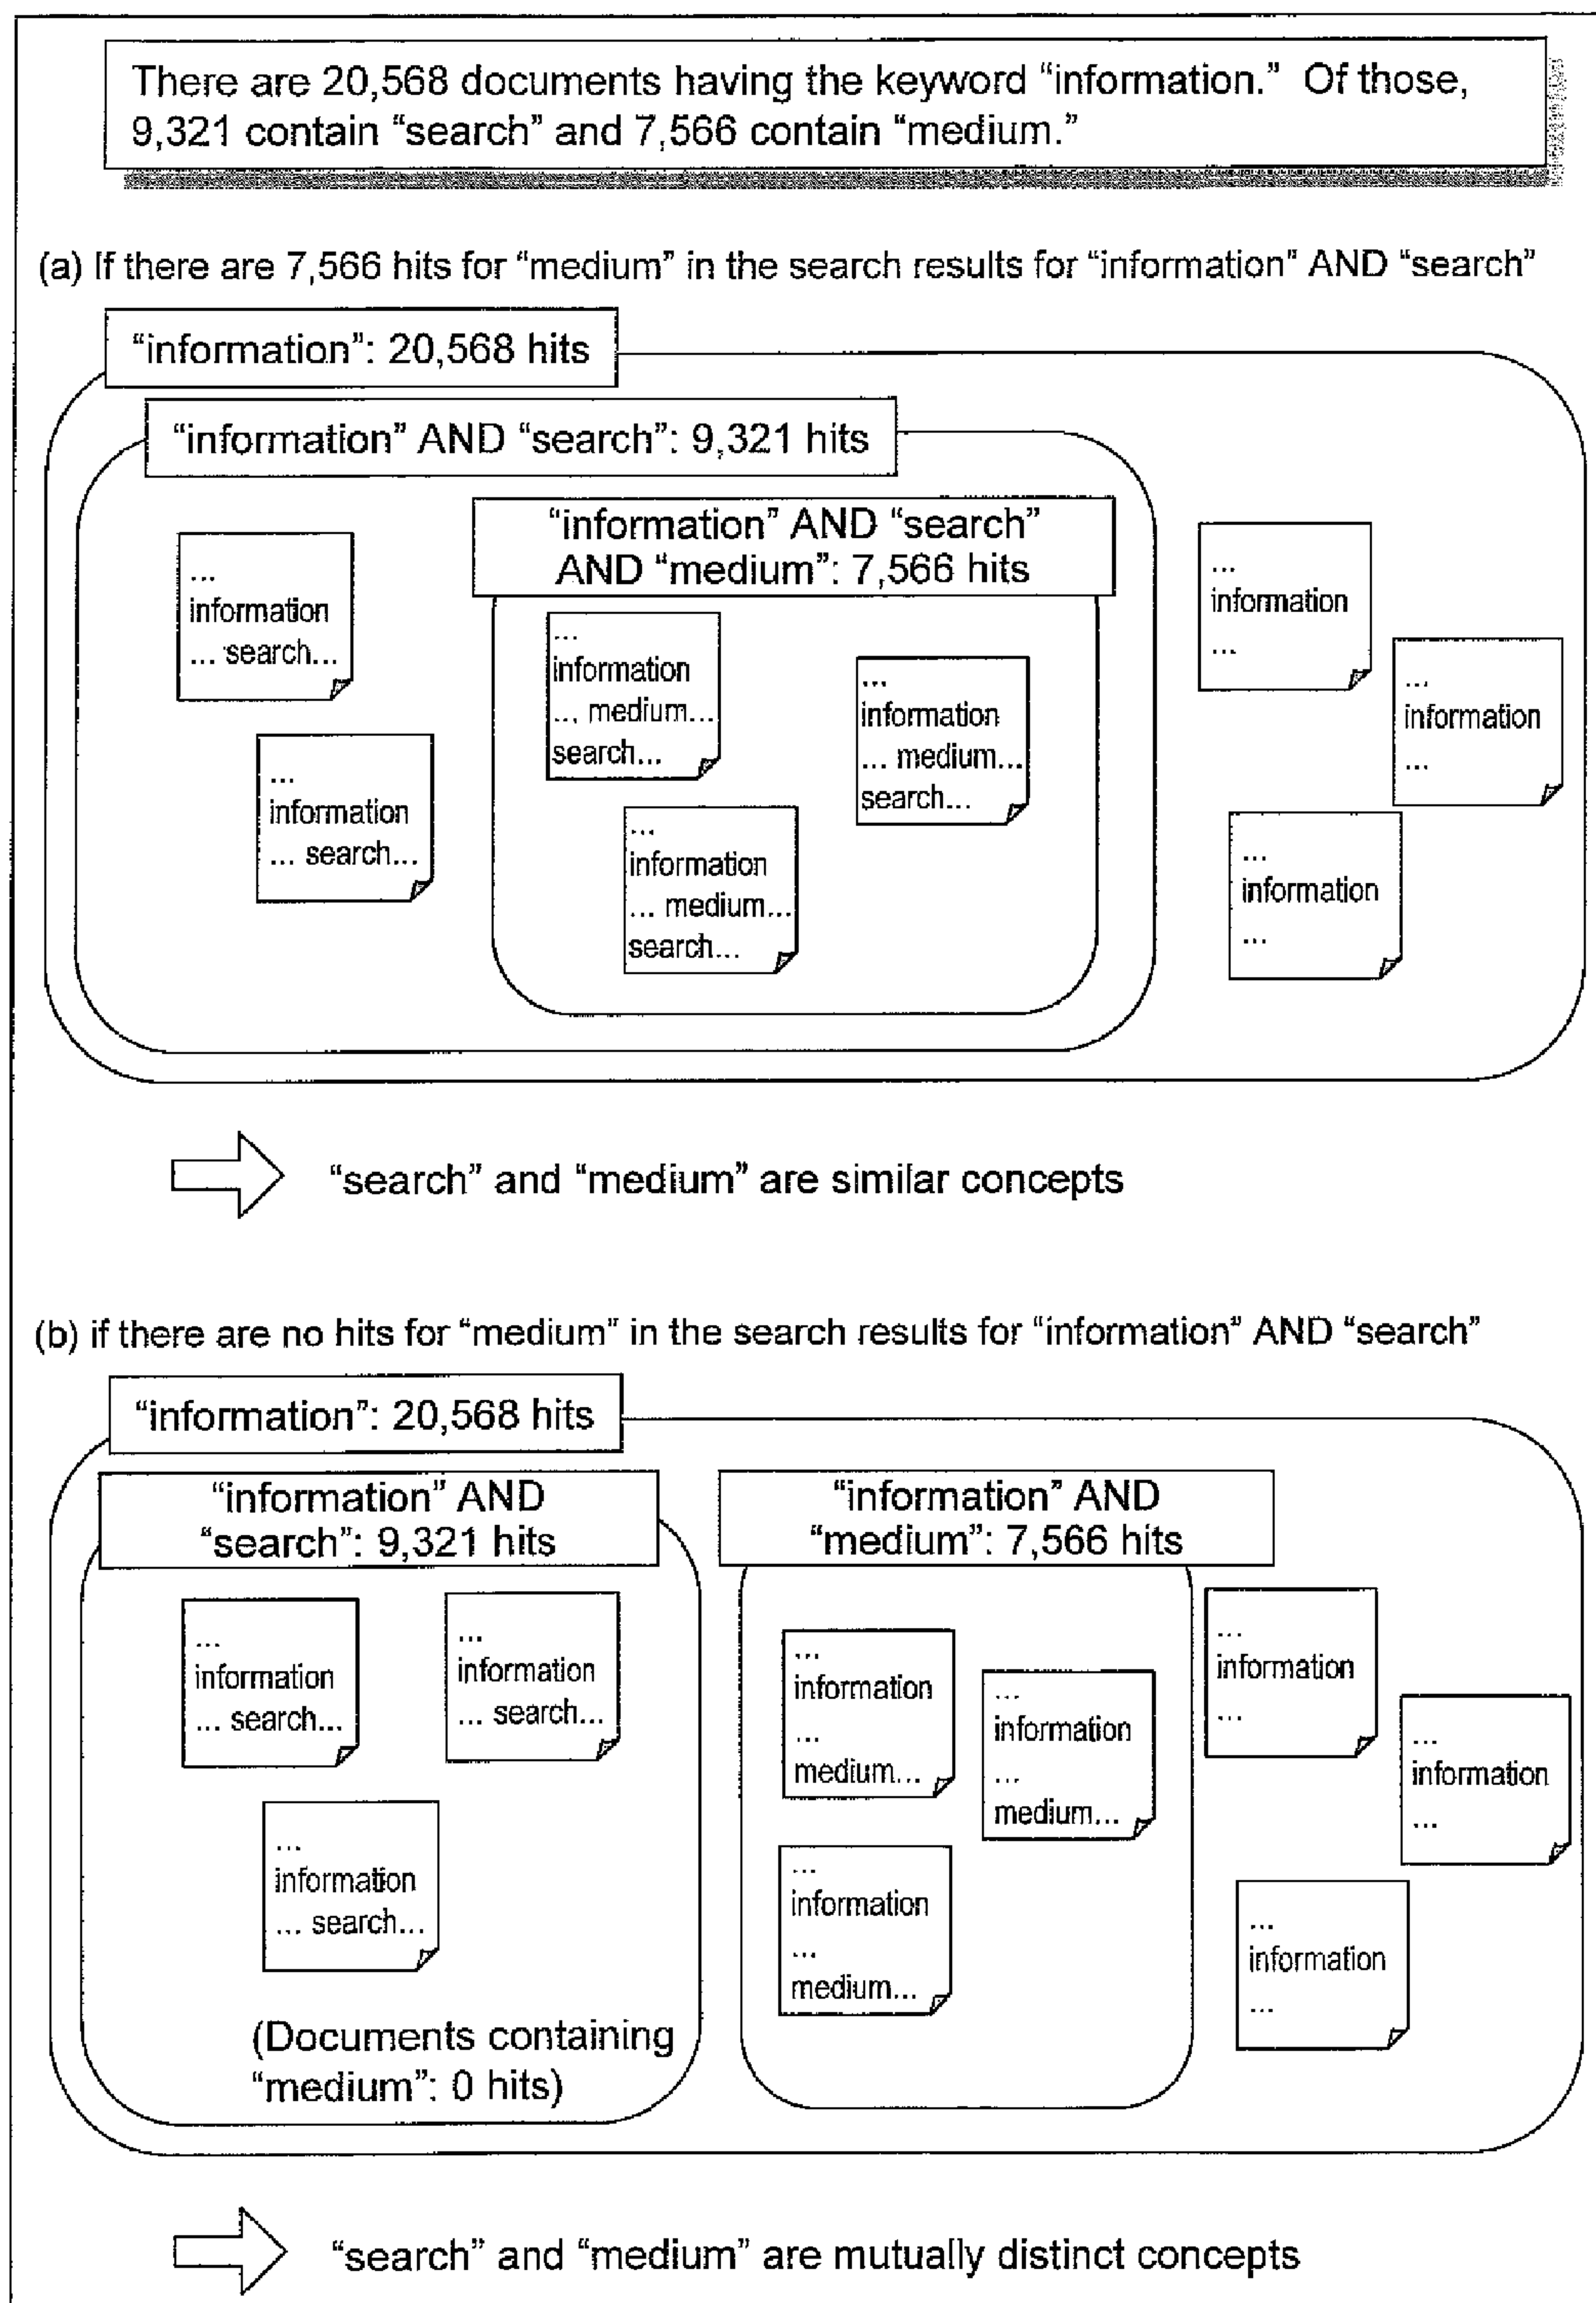 There are 20,568 documents having the keyword “information.” Of those,
9,321 contain “search” and 7,566 contain “medium.”
(a) If there are 7,566 hits for “medium” in the search results for “information” AND “search”
“information”: 20,568 hits
“information” AND “search”: 9,321 hits
“information” AND “search”
AND “medium”: 7,566 hits
...
information
... search...
...
information
... search...
...
information
... medium...
search...
...
information
... medium...
search...
...
information
... medium...
search...
...
information
...
...
information
...
...
information
...
“search” and “medium” are similar concepts
(b) if there are no hits for “medium” in the search results for “information” AND “search”
“information”: 20,568 hits
“information” AND
“search”: 9,321 hits
“information” AND
“medium”: 7,566 hits
...
information
... search...
...
information
... search...
...
information
... search...
(Documents containing
“medium”: 0 hits)
...
information
...
medium...
...
information
...
medium...
...
information
...
medium...
...
information
...
...
information
...
...
information
...
“search” and “medium” are mutually distinct concepts